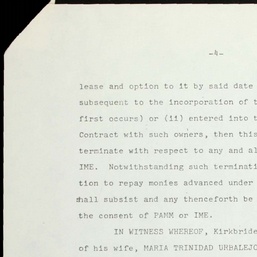 -4-
lease and option to it by said date
subsequent to the incorporation of t
first occurs) or (ii) entered into t
Contract with such owners, then this
terminate with respect to any and al
IME. Notwithstanding such terminati
tion to repay monies advanced under
shall subsist and any thenceforth be
the consent of PANM or IME.
IN WITNESS WHEREOF, Kirkbride
of his wife, MARIA TRINIDAD URBALEJO